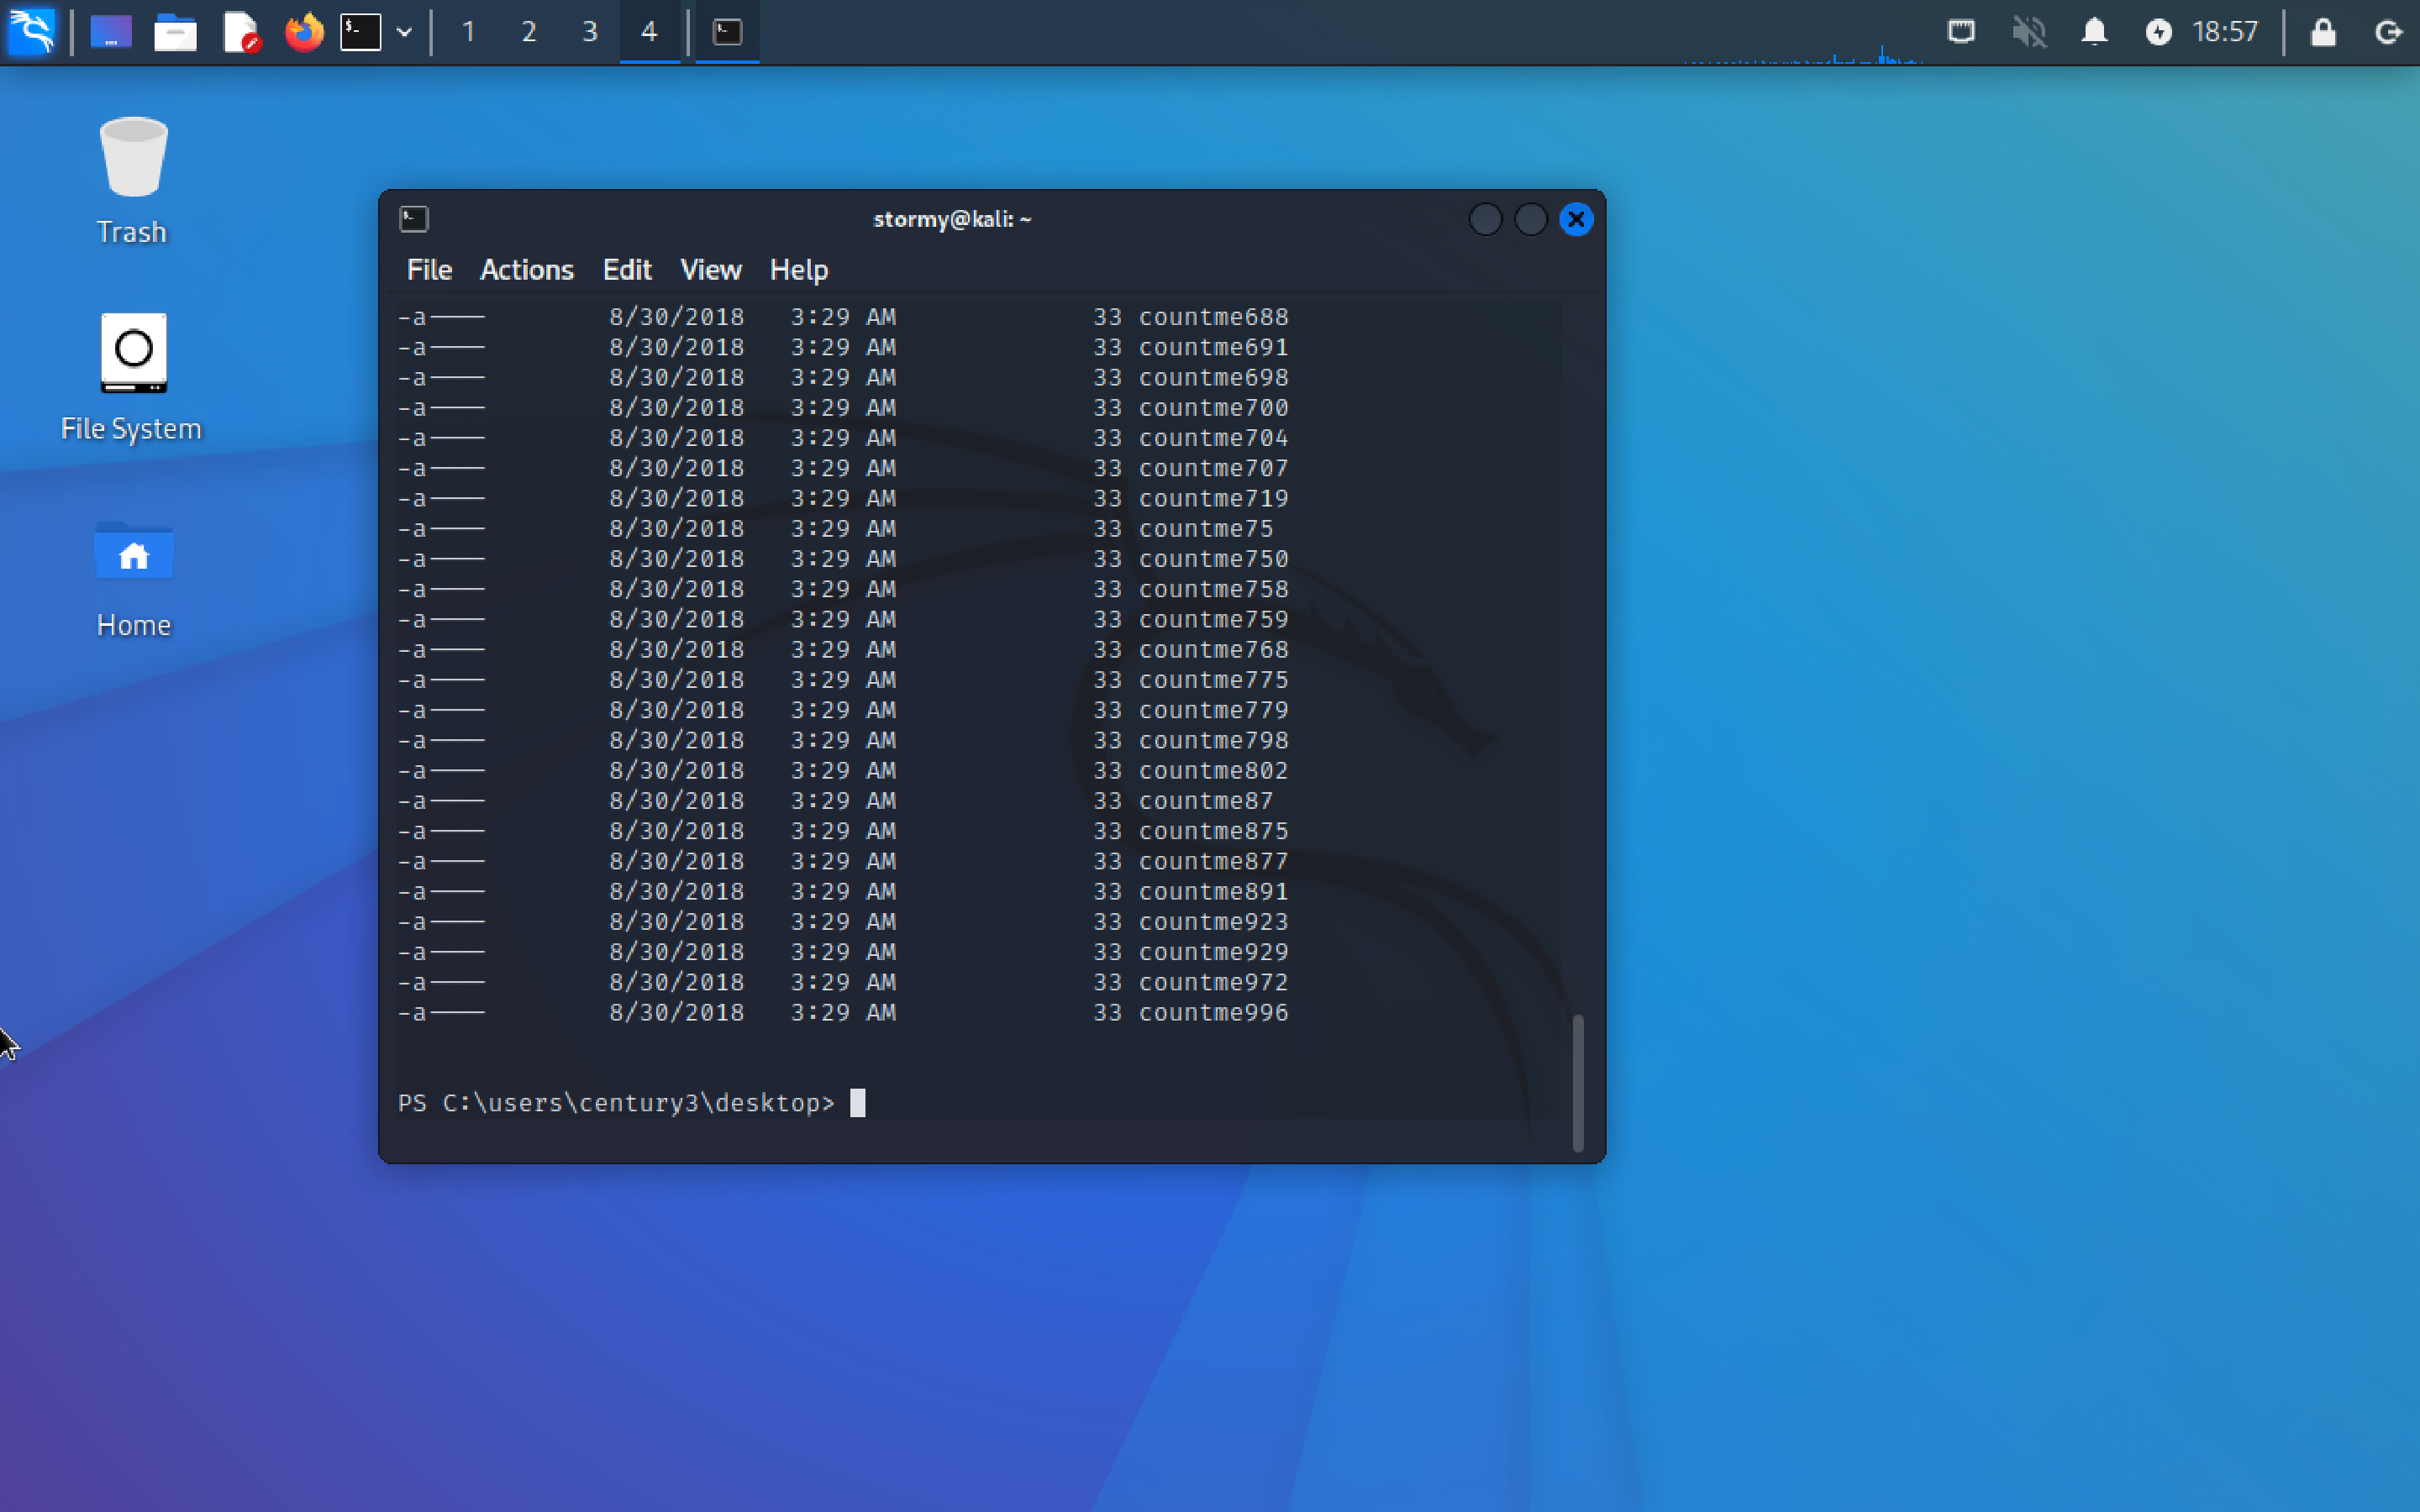 1 2 3 4 18:57
Trash
File System
Home
stormy@kali: ~
File Actions Edit View Help
-a—— 8/30/2018 3:29 AM 33 countme688
-a—— 8/30/2018 3:29 AM 33 countme691
-a—— 8/30/2018 3:29 AM 33 countme698
-a—— 8/30/2018 3:29 AM 33 countme700
-a—— 8/30/2018 3:29 AM 33 countme704
-a—— 8/30/2018 3:29 AM 33 countme707
-a—— 8/30/2018 3:29 AM 33 countme719
-a—— 8/30/2018 3:29 AM 33 countme75
-a—— 8/30/2018 3:29 AM 33 countme750
-a—— 8/30/2018 3:29 AM 33 countme758
-a—— 8/30/2018 3:29 AM 33 countme759
-a—— 8/30/2018 3:29 AM 33 countme768
-a—— 8/30/2018 3:29 AM 33 countme775
-a—— 8/30/2018 3:29 AM 33 countme779
-a—— 8/30/2018 3:29 AM 33 countme798
-a—— 8/30/2018 3:29 AM 33 countme802
-a—— 8/30/2018 3:29 AM 33 countme87
-a—— 8/30/2018 3:29 AM 33 countme875
-a—— 8/30/2018 3:29 AM 33 countme877
-a—— 8/30/2018 3:29 AM 33 countme891
-a—— 8/30/2018 3:29 AM 33 countme923
-a—— 8/30/2018 3:29 AM 33 countme929
-a—— 8/30/2018 3:29 AM 33 countme972
-a—— 8/30/2018 3:29 AM 33 countme996
PS C:\users\century3\desktop>